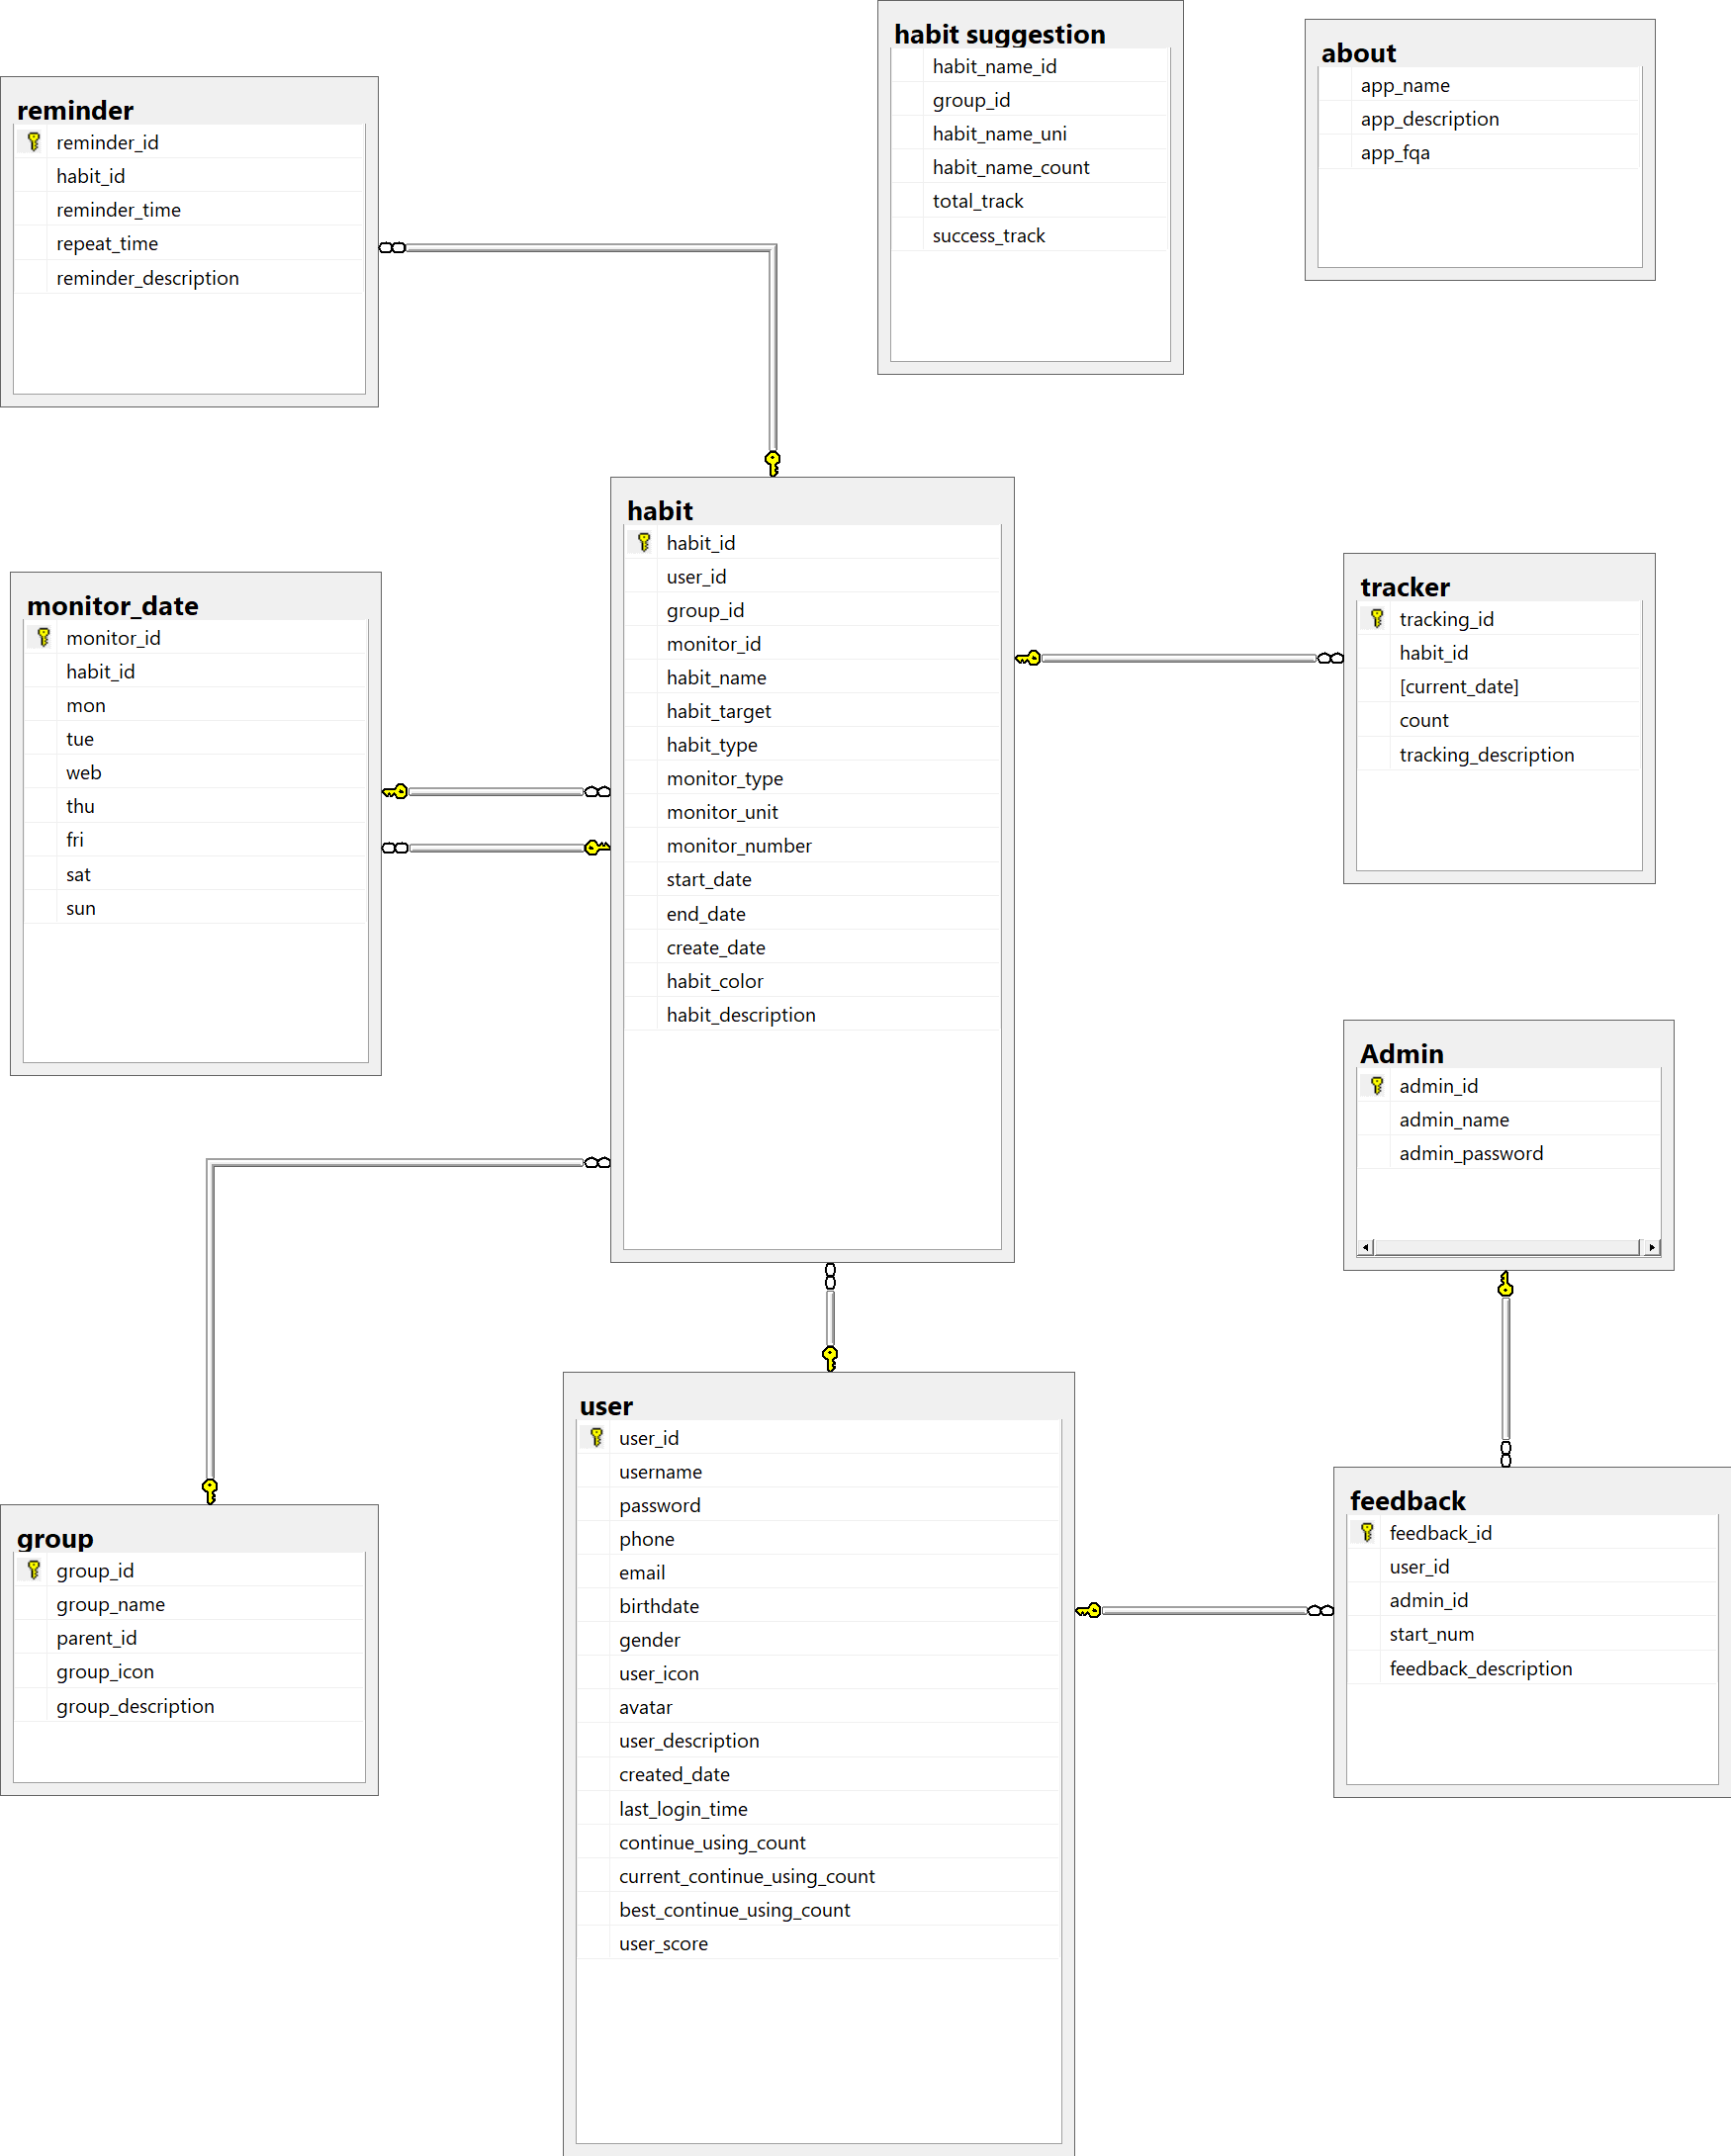 habit suggestion
habit_name_id
group_id
habit_name_uni
habit_name_count
total_track
success_track
about
app_name
app_description
app_fqa
reminder
reminder_id
habit_id
reminder_time
repeat_time
reminder_description
habit
habit_id
user_id
group_id
monitor_id
habit_name
habit_target
habit_type
monitor_type
monitor_unit
monitor_number
start_date
end_date
create_date
habit_color
habit_description
monitor_date
monitor_id
habit_id
mon
tue
web
thu
fri
sat
sun
tracker
tracking_id
habit_id
[current_date]
count
tracking_description
Admin
admin_id
admin_name
admin_password
user
user_id
username
password
phone
email
birthdate
gender
user_icon
avatar
user_description
created_date
last_login_time
continue_using_count
current_continue_using_count
best_continue_using_count
user_score
group
group_id
group_name
parent_id
group_icon
group_description
feedback
feedback_id
user_id
admin_id
start_num
feedback_description